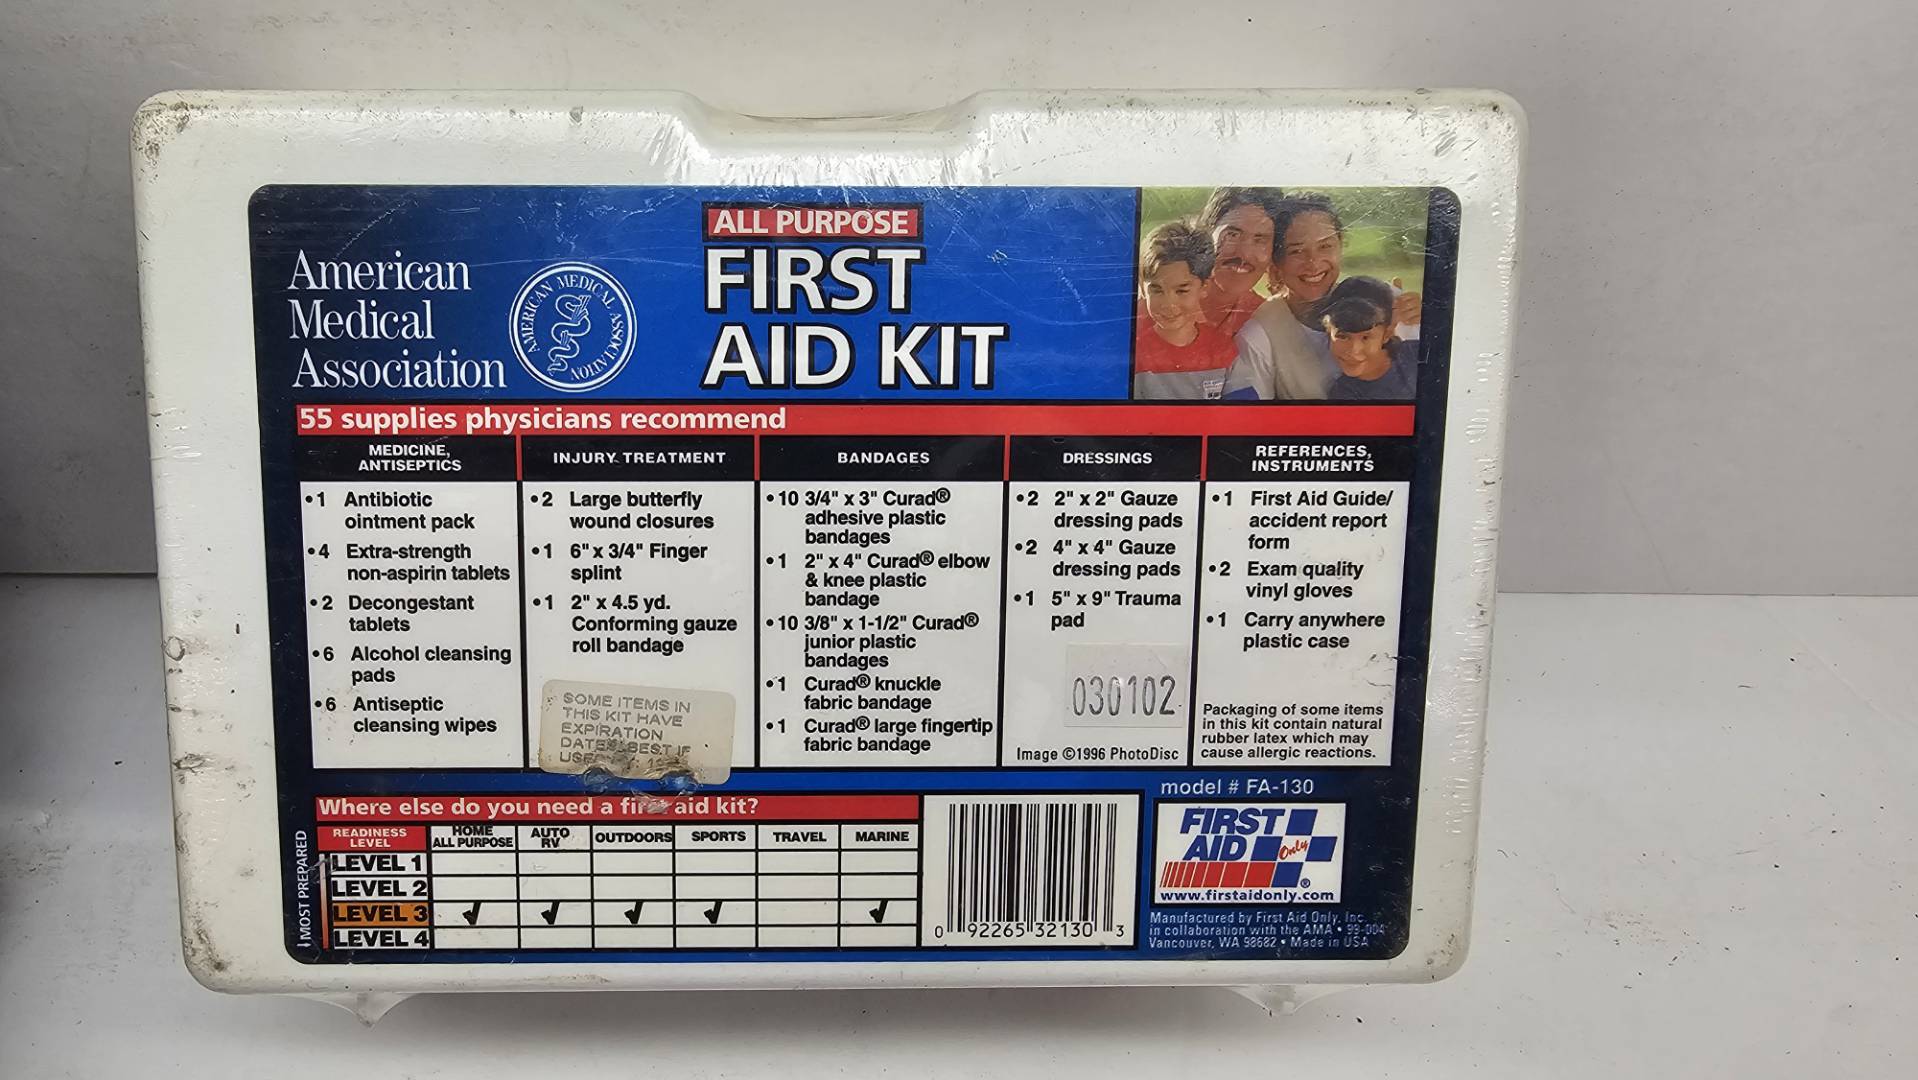 ALL PURPOSE
FIRST
AID KIT
American
Medical
Association
AMERICAN MEDICAL ASSOCIATION
55 supplies physicians recommend
MEDICINE,
ANTISEPTICS
•1 Antibiotic
ointment pack
•4 Extra-strength
non-aspirin tablets
•2 Decongestant
tablets
•6 Alcohol cleansing
pads
•6 Antiseptic
cleansing wipes
INJURY TREATMENT
•2 Large butterfly
wound closures
•1 6" x 3/4" Finger
splint
•1 2" x 4.5 yd.
Conforming gauze
roll bandage
SOME ITEMS IN
THIS KIT HAVE
EXPIRATION
BEST IF
BANDAGES
•10 3/4" x 3" Curad®
adhesive plastic
bandages
•1 2" x 4" Curad® elbow
& knee plastic
bandage
•10 3/8" x 1-1/2" Curad®
junior plastic
bandages
•1 Curad® knuckle
fabric bandage
•1 Curad® large fingertip
fabric bandage
DRESSINGS
•2 2" x 2" Gauze
dressing pads
•2 4" x 4" Gauze
dressing pads
•1 5" x 9" Trauma
pad
030102
Image ©1996 PhotoDisc
REFERENCES,
INSTRUMENTS
•1 First Aid Guide/
accident report
form
•2 Exam quality
vinyl gloves
•1 Carry anywhere
plastic case
Packaging of some items
in this kit contain natural
rubber latex which may
cause allergic reactions.
Where else do you need a first aid kit?
MOST PREPARED
READINESS
LEVEL
HOME
ALL PURPOSE
AUTO
RV
OUTDOORS
SPORTS
TRAVEL
MARINE
LEVEL 1
LEVEL 2
LEVEL 3
LEVEL 4
0 92265 32130 3
model # FA-130
FIRST
AID Only
®
www.firstaidonly.com
Manufactured by First Aid Only, Inc.
in collaboration with the AMA • 99-004
Vancouver, WA 98682 • Made in USA